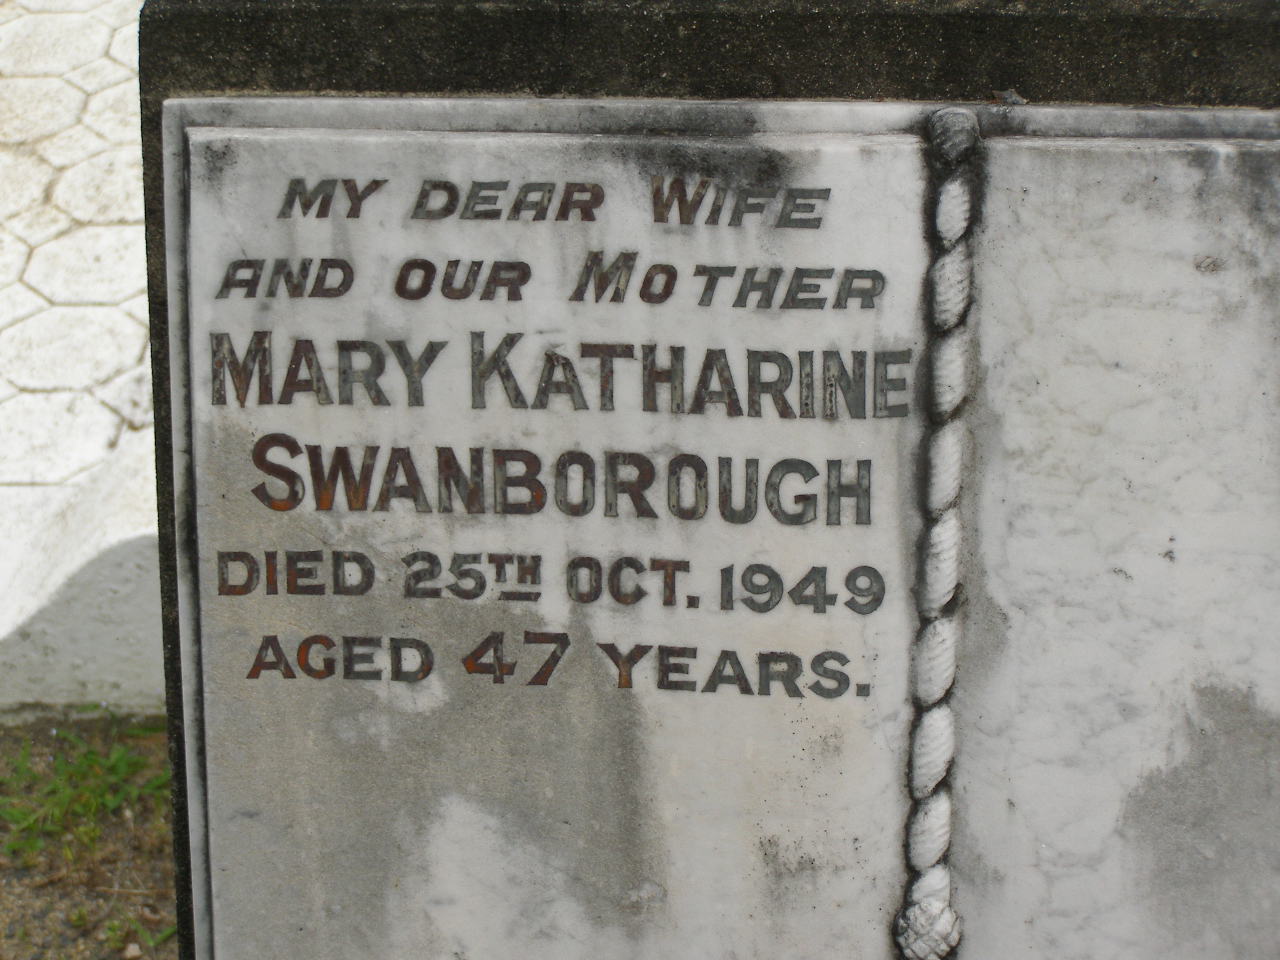 MY DEAR WIFE
AND OUR MOTHER
MARY KATHARINE
SWANBOROUGH
DIED 25TH OCT. 1949
AGED 47 YEARS.